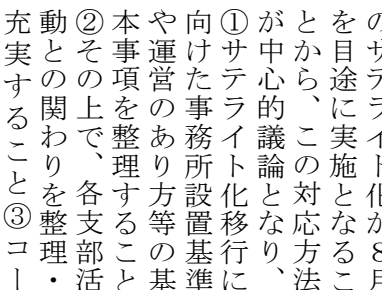 のサテライト化が8月
を目途に実施となるこ
とから、この対応方法
が中心的議論となり、
①サテライト化移行に
向けた事務所設置基準
や運営のあり方等の基
本事項を整理すること
②その上で、各支部活
動との関わりを整理・
充実すること③コー